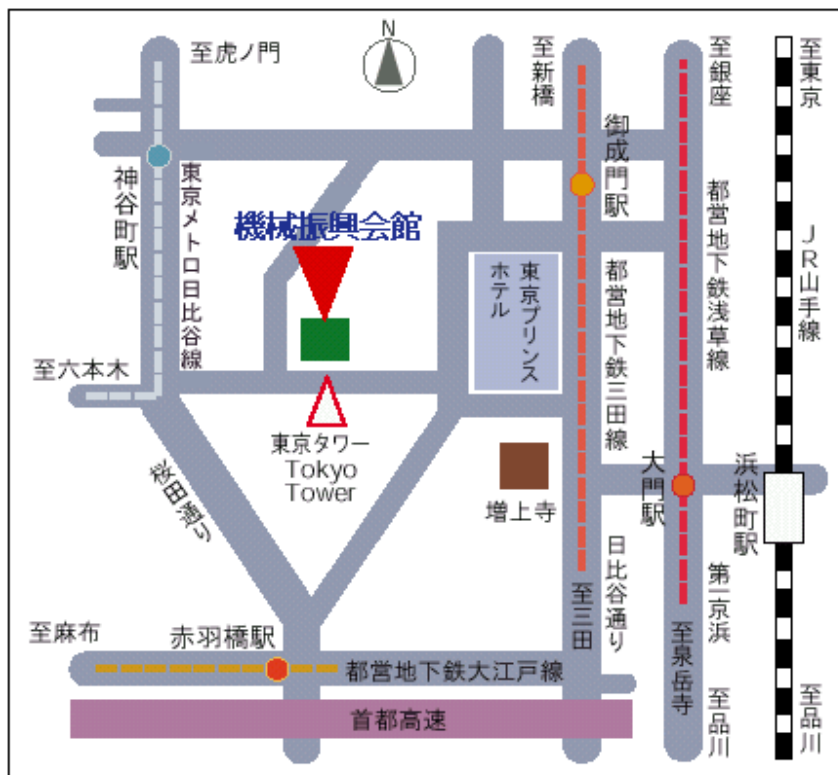 N
至虎ノ門
至新橋
至銀座
至東京
御成門駅
神谷町駅
東京メトロ日比谷線
機械振興会館
東京プリンス
ホテル
都営地下鉄三田線
都営地下鉄浅草線
JR山手線
至六本木
東京タワー
Tokyo
Tower
増上寺
大門駅
浜松町駅
桜田通り
日比谷通り
第一京浜
至三田
至泉岳寺
至品川
至品川
至麻布
赤羽橋駅
都営地下鉄大江戸線
首都高速